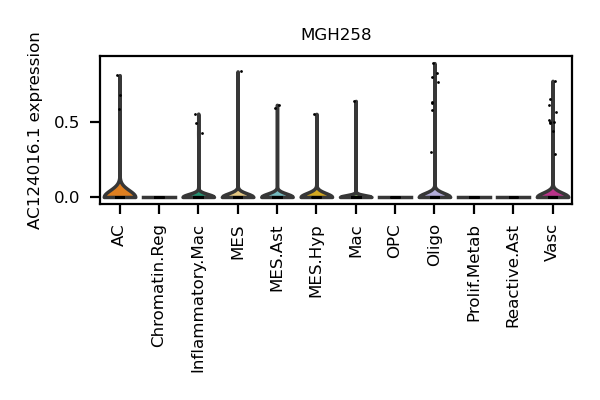 MGH258
AC124016.1 expression
0.5
0.0
AC
Chromatin.Reg
Inflammatory.Mac
MES
MES.Ast
MES.Hyp
Mac
OPC
Oligo
Prolif.Metab
Reactive.Ast
Vasc